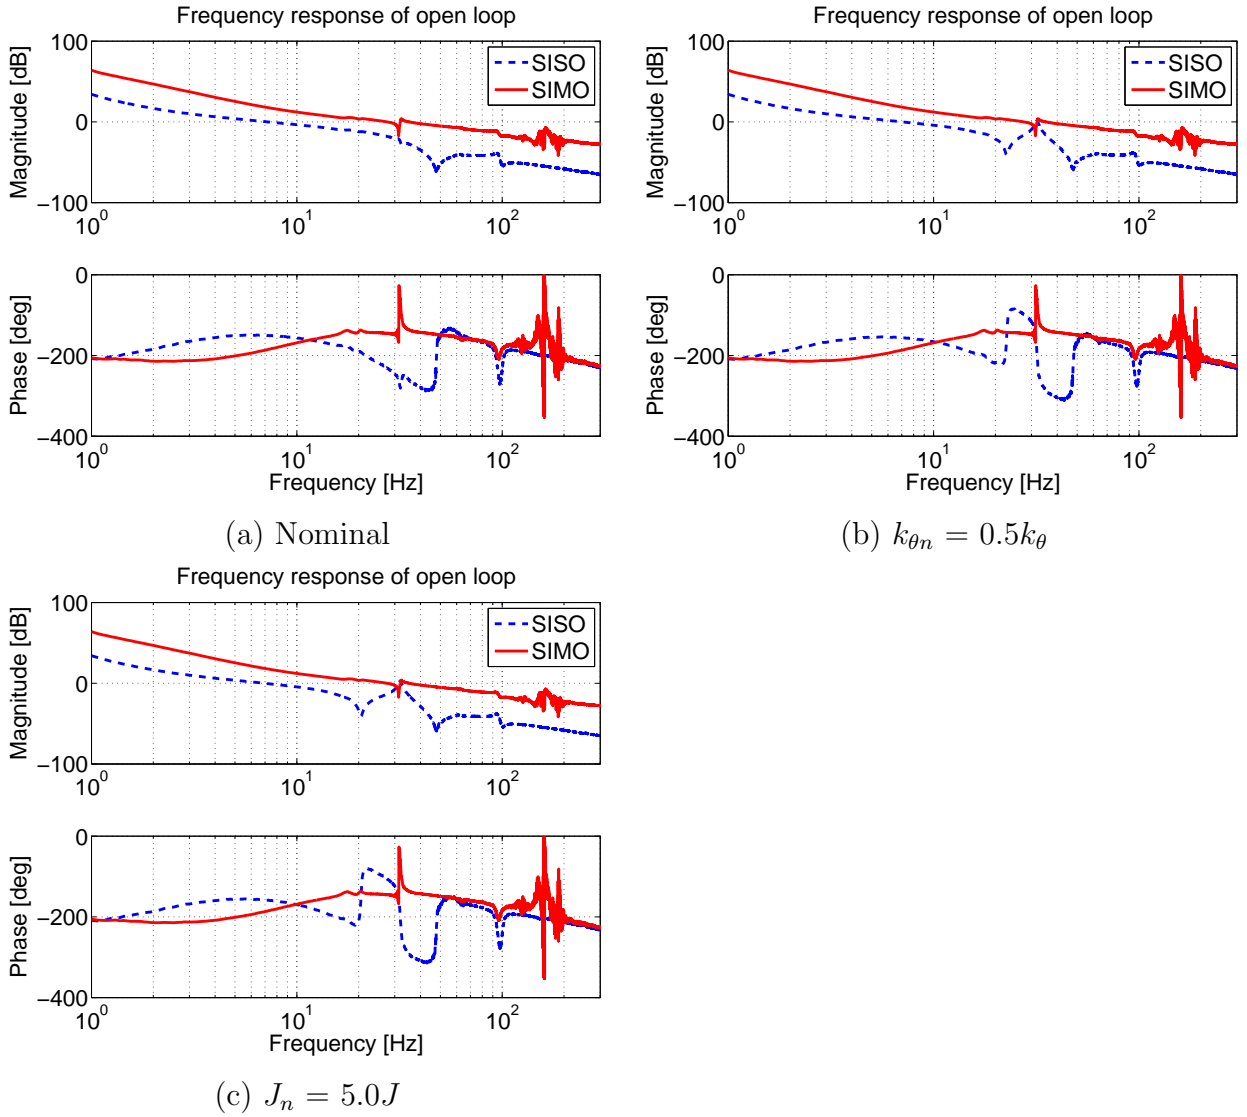 Frequency response of open loop
Magnitude [dB]
100
0
−100
10^0 10^1 10^2
SISO
SIMO
Phase [deg]
0
−200
−400
10^0 10^1 10^2
Frequency [Hz]
(a) Nominal
Frequency response of open loop
Magnitude [dB]
100
0
−100
10^0 10^1 10^2
SISO
SIMO
Phase [deg]
0
−200
−400
10^0 10^1 10^2
Frequency [Hz]
(b) k_{θn} = 0.5k_θ
Frequency response of open loop
Magnitude [dB]
100
0
−100
10^0 10^1 10^2
SISO
SIMO
Phase [deg]
0
−200
−400
10^0 10^1 10^2
Frequency [Hz]
(c) J_n = 5.0J